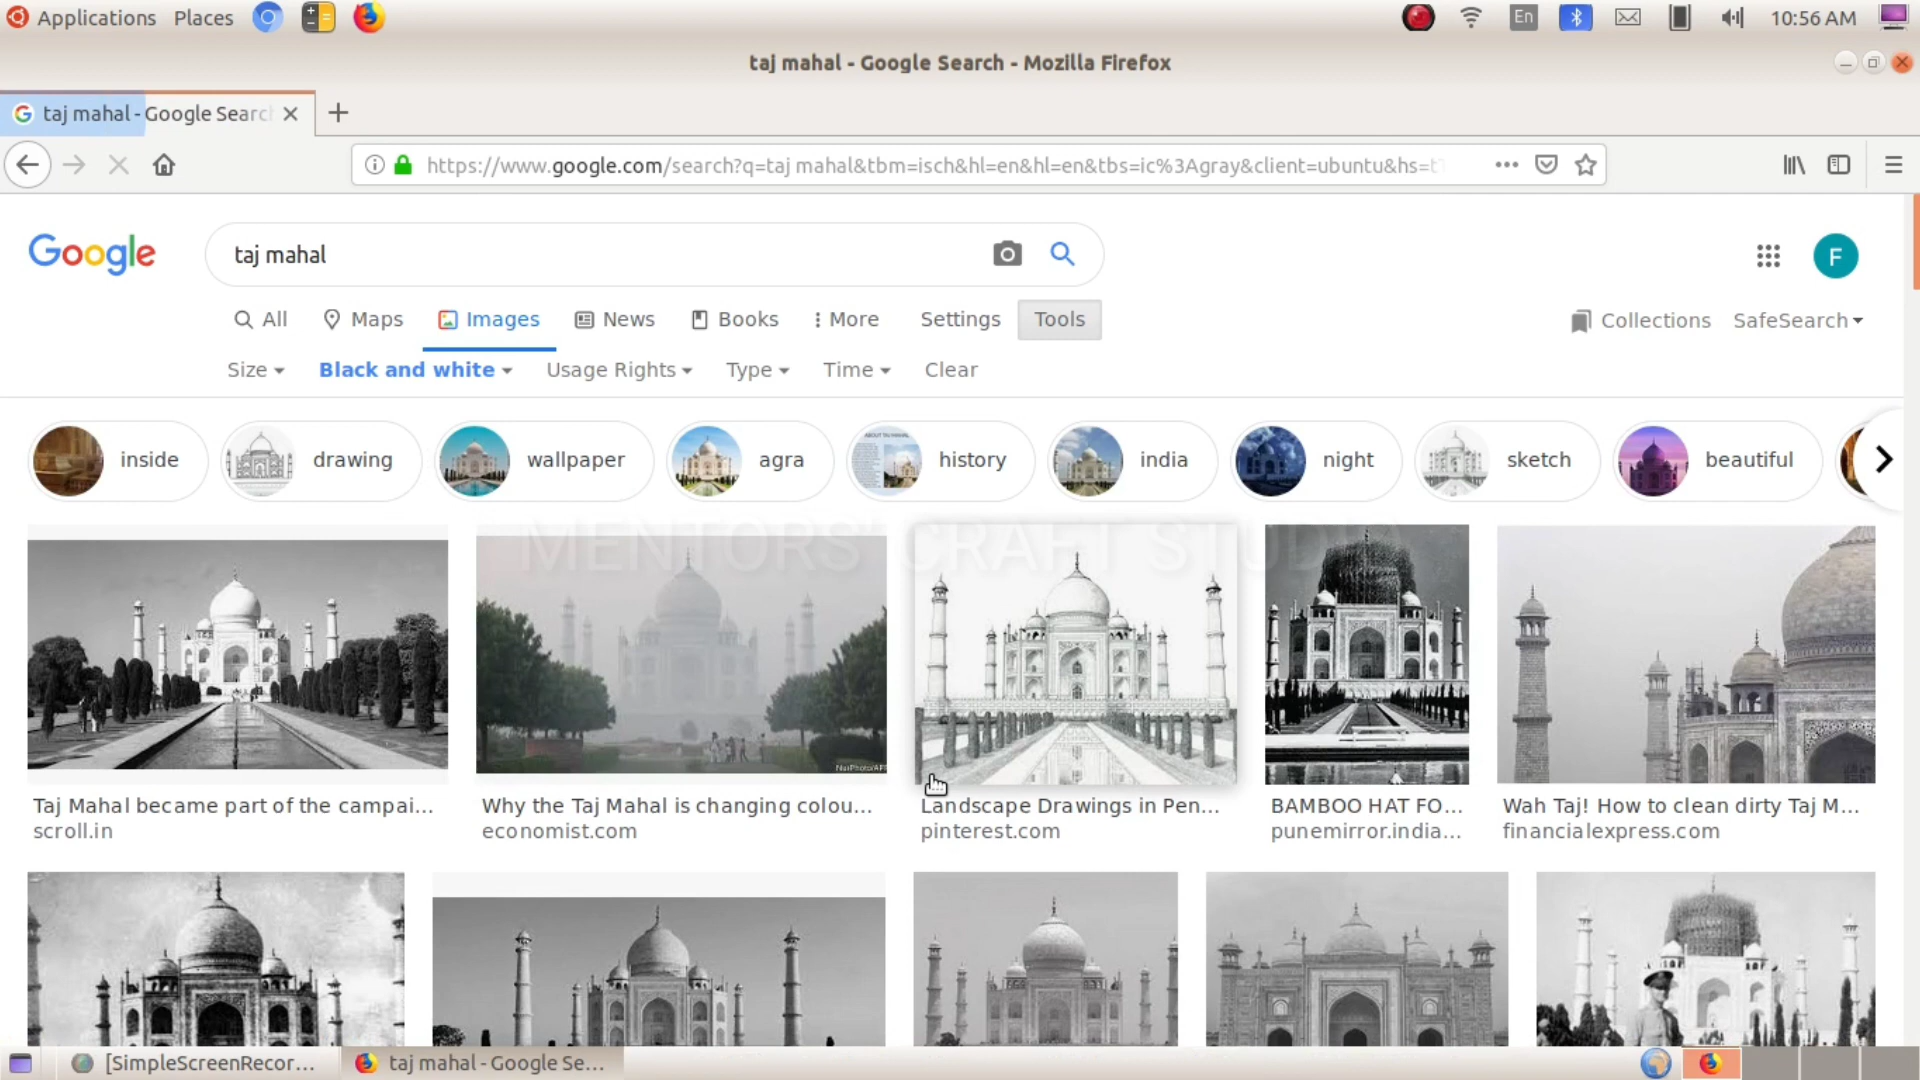 Applications Places En 10:56 AM
taj mahal - Google Search - Mozilla Firefox
taj mahal - Google Search
https://www.google.com/search?q=taj mahal&tbm=isch&hl=en&hl=en&tbs=ic%3Agray&client=ubuntu&hs=t
Google taj mahal F
All Maps Images News Books More Settings Tools Collections SafeSearch
Size Black and white Usage Rights Type Time Clear
inside drawing wallpaper agra history india night sketch beautiful
MENTORS' CRAFT STUDIO
Taj Mahal became part of the campai... Why the Taj Mahal is changing colou... Landscape Drawings in Pen... BAMBOO HAT FO... Wah Taj! How to clean dirty Taj M...
scroll.in economist.com pinterest.com punemirror.india... financialexpress.com
[SimpleScreenRecor... taj mahal - Google Se...